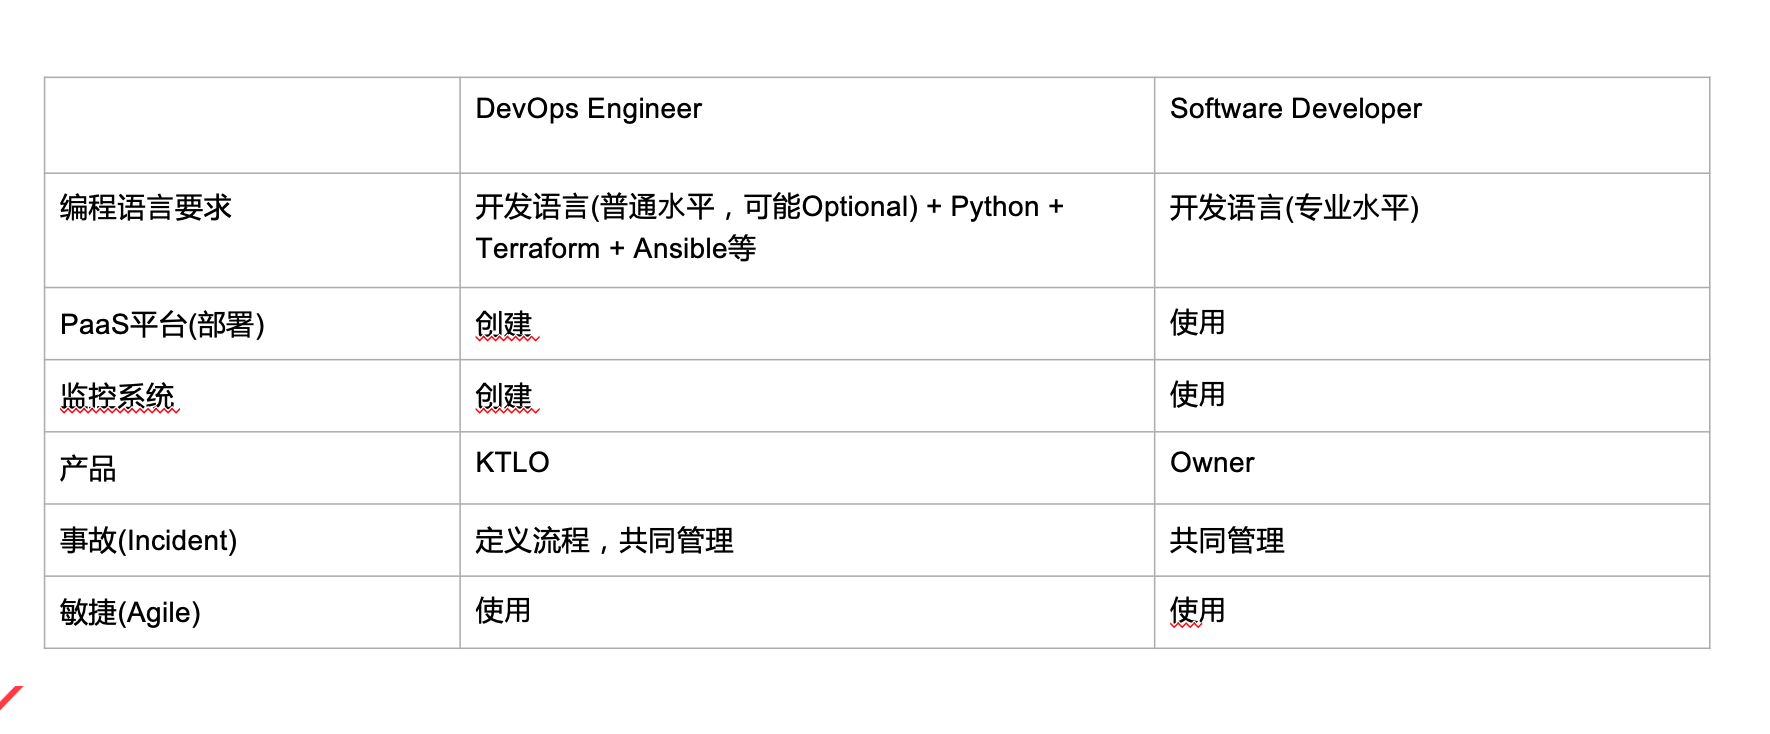 DevOps Engineer
Software Developer
编程语言要求
开发语言(普通水平，可能Optional) + Python +
Terraform + Ansible等
开发语言(专业水平)
PaaS平台(部署)
创建
使用
监控系统
创建
使用
产品
KTLO
Owner
事故(Incident)
定义流程，共同管理
共同管理
敏捷(Agile)
使用
使用